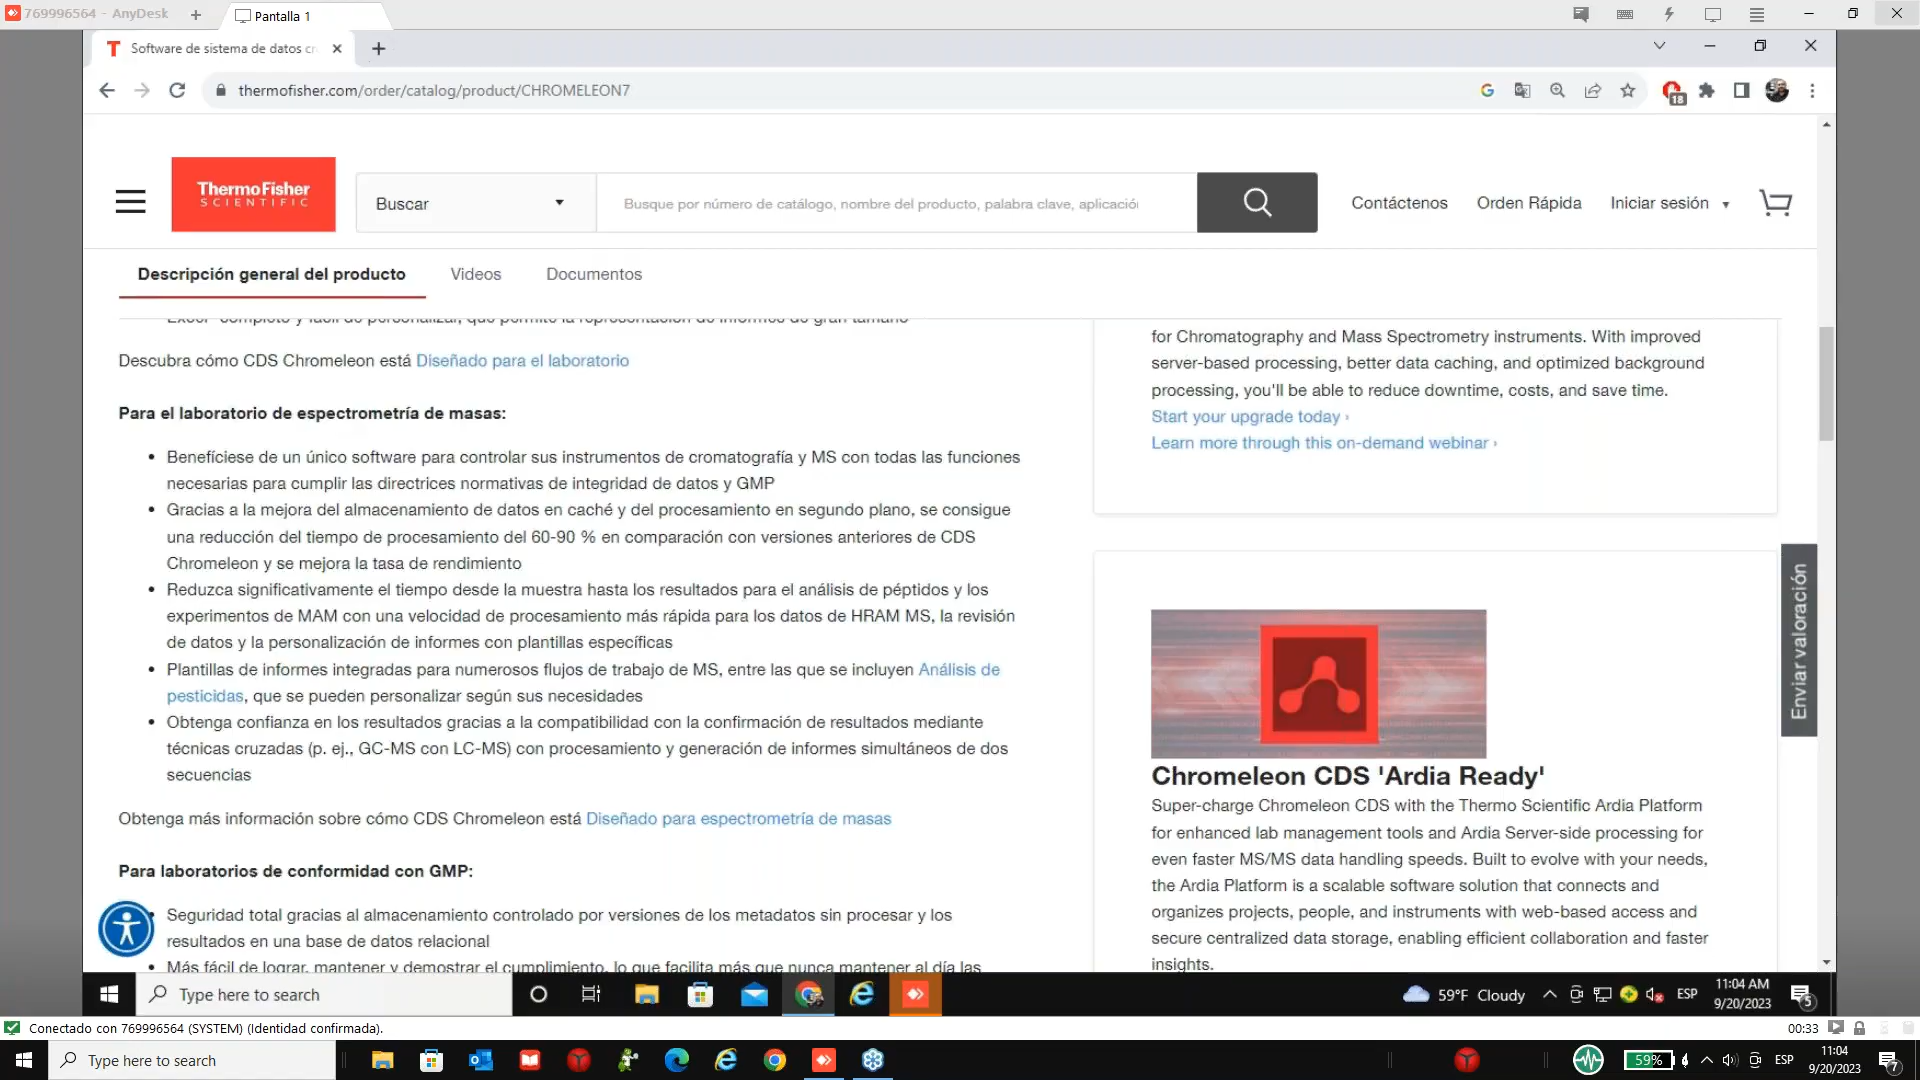 769996564 - AnyDesk
Pantalla 1
Software de sistema de datos cr
thermofisher.com/order/catalog/product/CHROMELEON7
18
ThermoFisher
SCIENTIFIC
Buscar
Busque por número de catálogo, nombre del producto, palabra clave, aplicación
Contáctenos
Orden Rápida
Iniciar sesión
Descripción general del producto
Videos
Documentos
Excel completo y fácil de personalizar, que permite la representación de informes de gran tamaño
Descubra cómo CDS Chromeleon está Diseñado para el laboratorio
Para el laboratorio de espectrometría de masas:
• Benefíciese de un único software para controlar sus instrumentos de cromatografía y MS con todas las funciones
necesarias para cumplir las directrices normativas de integridad de datos y GMP
• Gracias a la mejora del almacenamiento de datos en caché y del procesamiento en segundo plano, se consigue
una reducción del tiempo de procesamiento del 60-90 % en comparación con versiones anteriores de CDS
Chromeleon y se mejora la tasa de rendimiento
• Reduzca significativamente el tiempo desde la muestra hasta los resultados para el análisis de péptidos y los
experimentos de MAM con una velocidad de procesamiento más rápida para los datos de HRAM MS, la revisión
de datos y la personalización de informes con plantillas específicas
• Plantillas de informes integradas para numerosos flujos de trabajo de MS, entre las que se incluyen Análisis de
pesticidas, que se pueden personalizar según sus necesidades
• Obtenga confianza en los resultados gracias a la compatibilidad con la confirmación de resultados mediante
técnicas cruzadas (p. ej., GC-MS con LC-MS) con procesamiento y generación de informes simultáneos de dos
secuencias
Obtenga más información sobre cómo CDS Chromeleon está Diseñado para espectrometría de masas
Para laboratorios de conformidad con GMP:
Seguridad total gracias al almacenamiento controlado por versiones de los metadatos sin procesar y los
resultados en una base de datos relacional
• Más fácil de lograr, mantener y demostrar el cumplimiento, lo que facilita más que nunca mantener al día las
for Chromatography and Mass Spectrometry instruments. With improved
server-based processing, better data caching, and optimized background
processing, you'll be able to reduce downtime, costs, and save time.
Start your upgrade today ›
Learn more through this on-demand webinar ›
Enviar valoración
Chromeleon CDS 'Ardia Ready'
Super-charge Chromeleon CDS with the Thermo Scientific Ardia Platform
for enhanced lab management tools and Ardia Server-side processing for
even faster MS/MS data handling speeds. Built to evolve with your needs,
the Ardia Platform is a scalable software solution that connects and
organizes projects, people, and instruments with web-based access and
secure centralized data storage, enabling efficient collaboration and faster
insights.
Type here to search
59°F Cloudy
ESP
11:04 AM
9/20/2023
5
Conectado con 769996564 (SYSTEM) (Identidad confirmada).
00:33
Type here to search
59%
ESP
11:04
9/20/2023
7